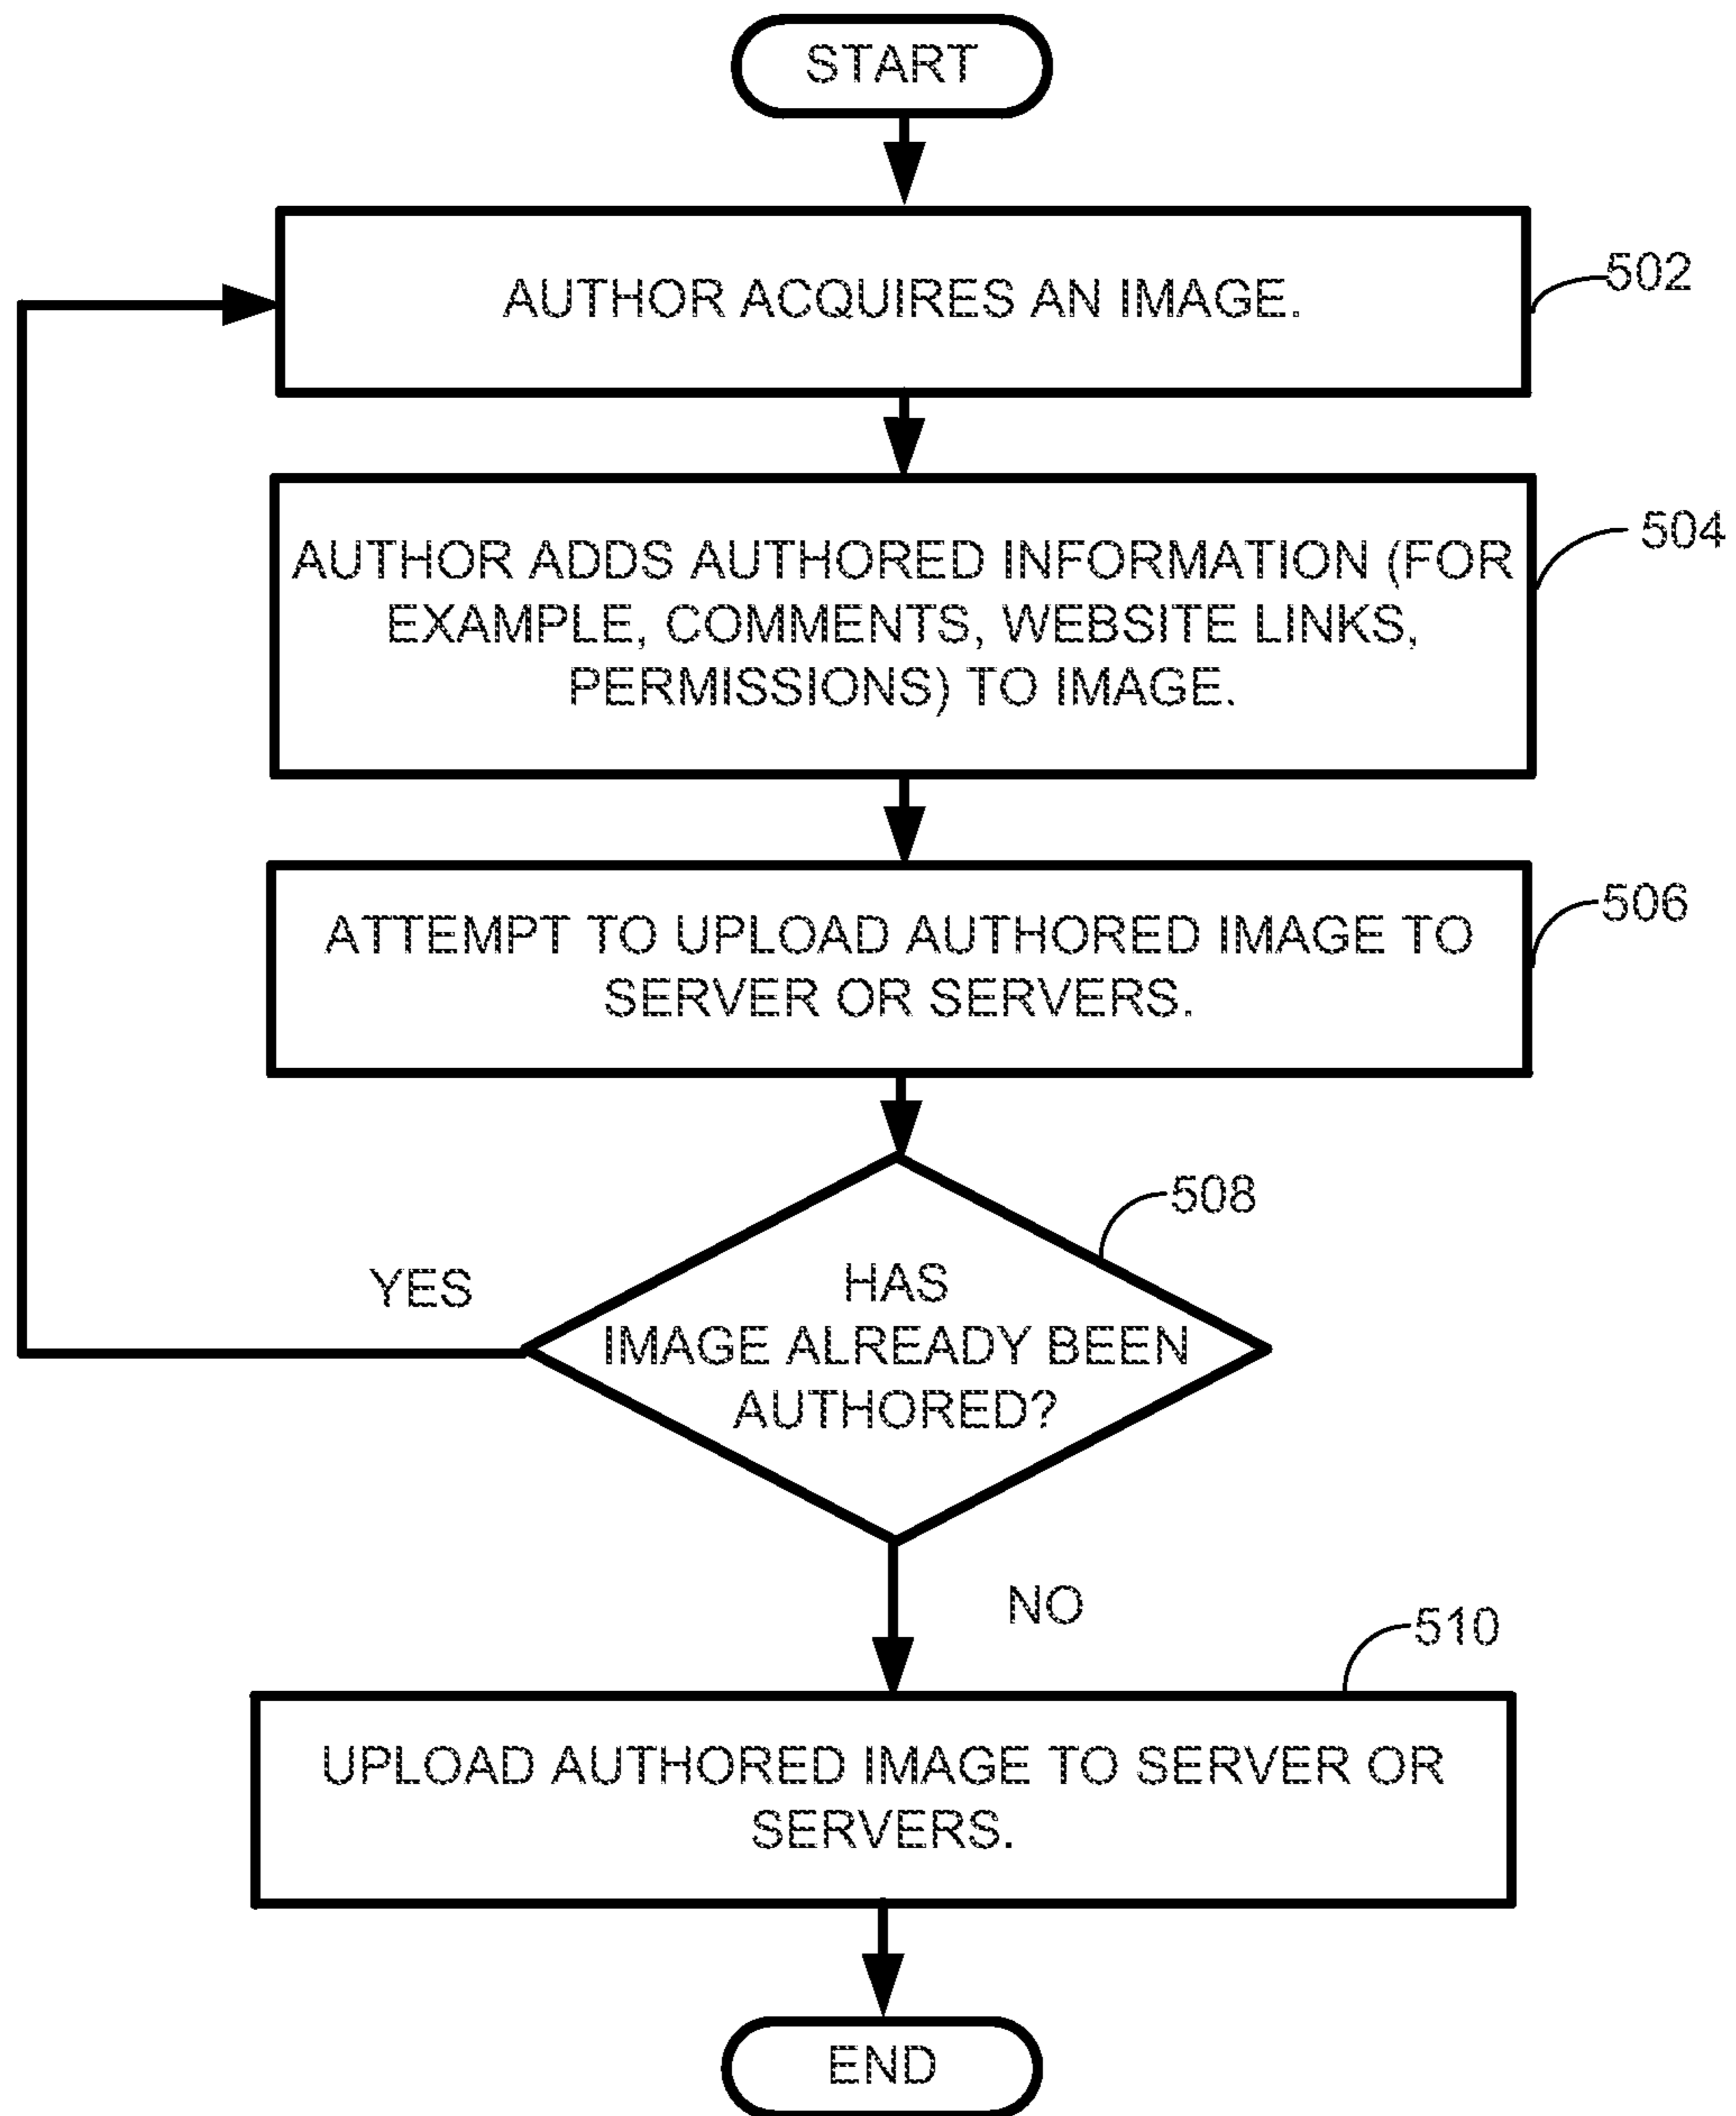 START
AUTHOR ACQUIRES AN IMAGE.
502
AUTHOR ADDS AUTHORED INFORMATION (FOR
EXAMPLE, COMMENTS, WEBSITE LINKS,
PERMISSIONS) TO IMAGE.
504
ATTEMPT TO UPLOAD AUTHORED IMAGE TO
SERVER OR SERVERS.
506
508
HAS
IMAGE ALREADY BEEN
AUTHORED?
YES
NO
510
UPLOAD AUTHORED IMAGE TO SERVER OR
SERVERS.
END